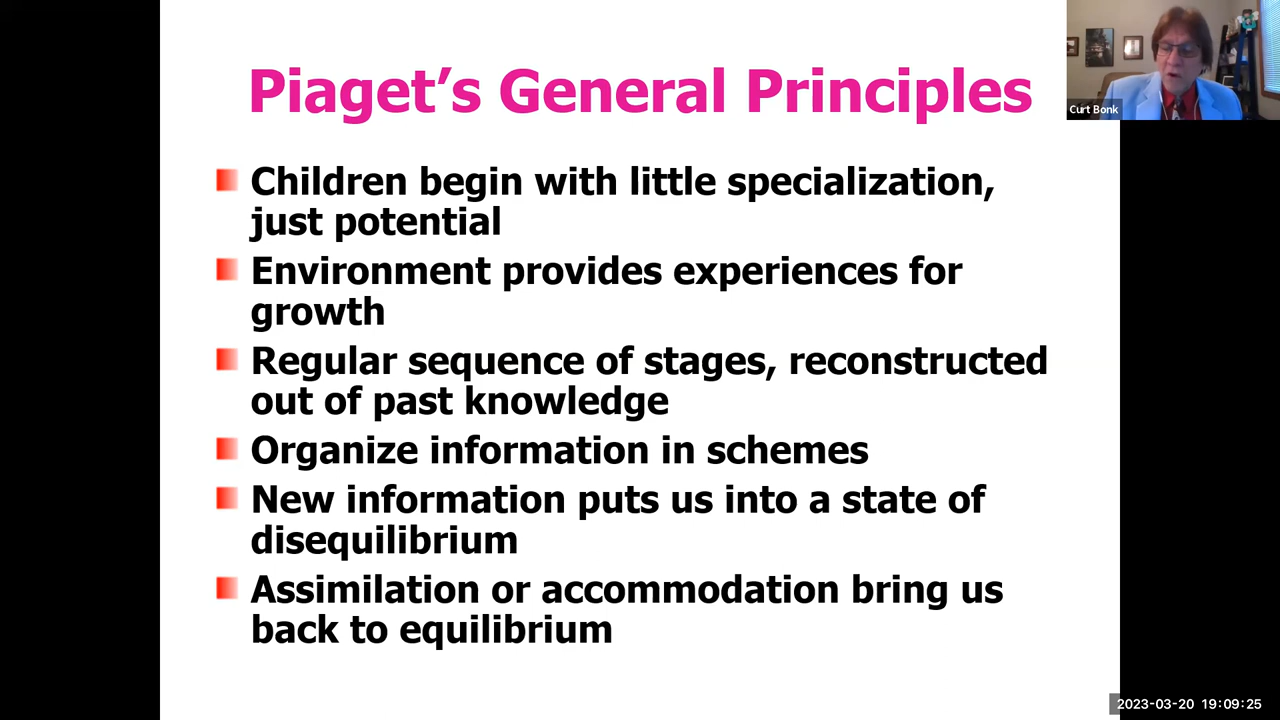 Piaget’s General Principles
Curt Bonk
Children begin with little specialization,
just potential
Environment provides experiences for
growth
Regular sequence of stages, reconstructed
out of past knowledge
Organize information in schemes
New information puts us into a state of
disequilibrium
Assimilation or accommodation bring us
back to equilibrium
2023-03-20 19:09:25